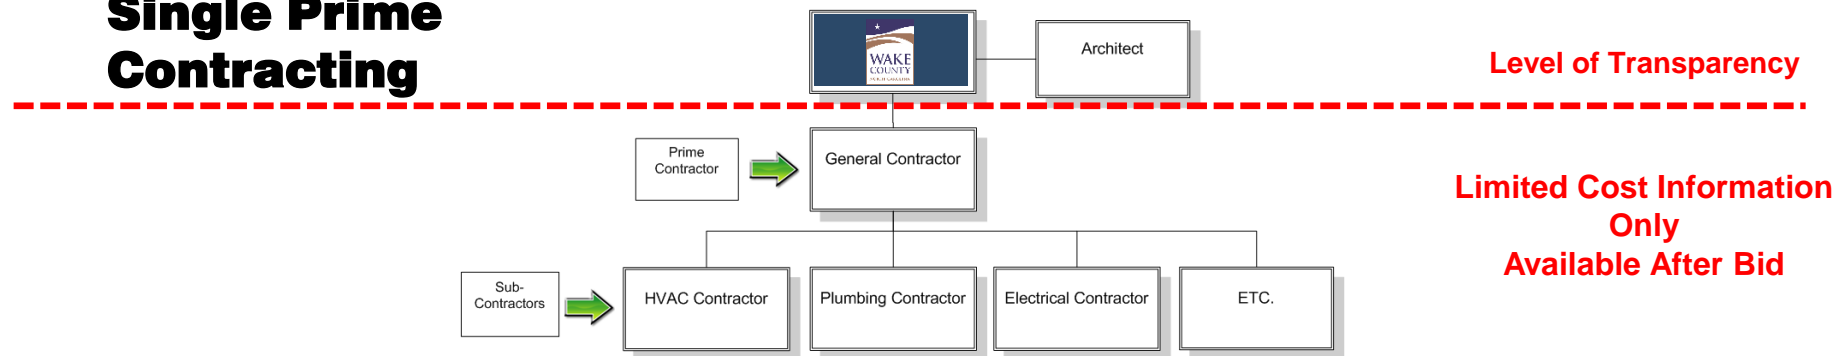 Single Prime
Contracting
WAKE
COUNTY
Architect
Level of Transparency
Prime
Contractor
General Contractor
Limited Cost Information
Only
Available After Bid
Sub-
Contractors
HVAC Contractor
Plumbing Contractor
Electrical Contractor
ETC.